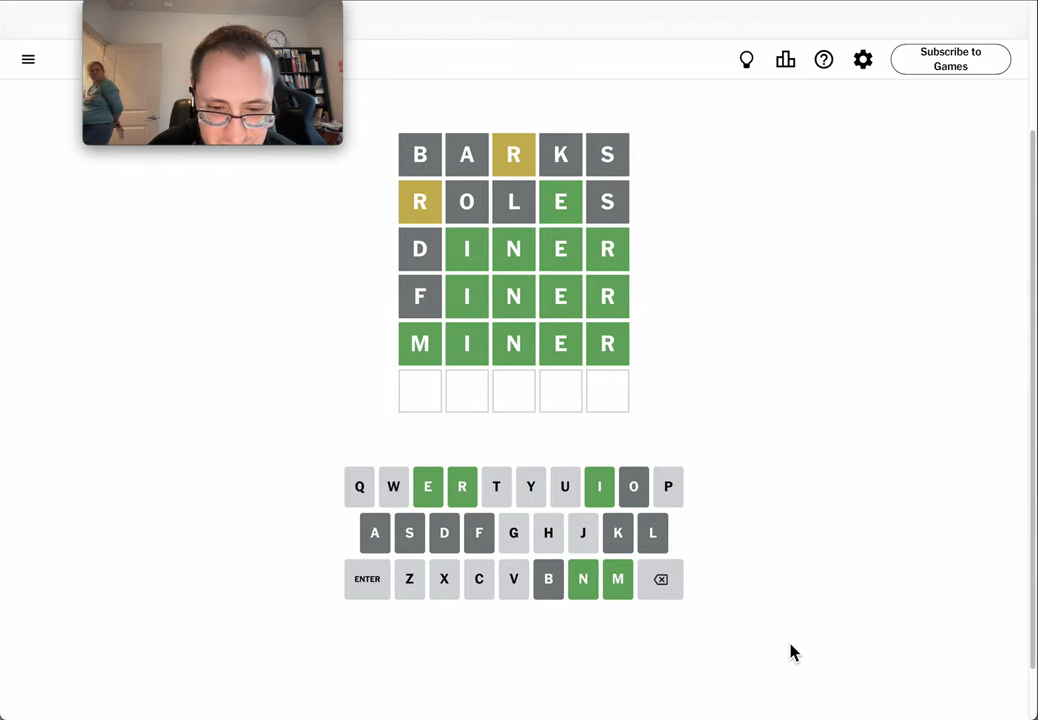 Subscribe to
Games
B A R K S
R O L E S
D I N E R
F I N E R
M I N E R
Q W E R T Y U I O P
A S D F G H J K L
ENTER Z X C V B N M